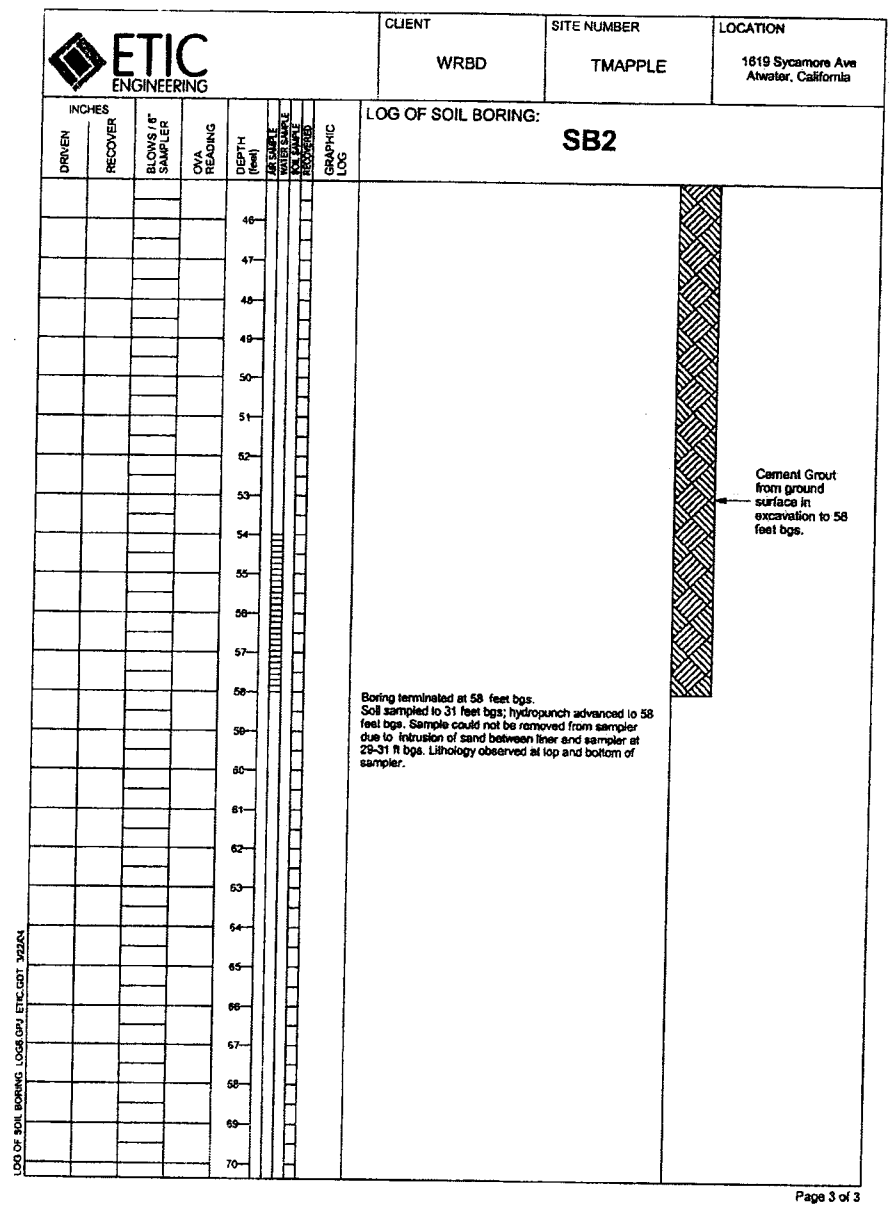 ETIC
ENGINEERING
CLIENT
WRBD
SITE NUMBER
TMAPPLE
LOCATION
1619 Sycamore Ave
Atwater, California
INCHES
DRIVEN
RECOVER
BLOWS / 6"
SAMPLER
OVA
READING
DEPTH
(feet)
AIR SAMPLE
WATER SAMPLE
SOIL SAMPLE
RECOVERED
GRAPHIC
LOG
LOG OF SOIL BORING:
SB2
46
47
48
49
50
51
52
53
54
55
56
57
58
59
60
61
62
63
64
65
66
67
68
69
70
Cement Grout
from ground
surface in
excavation to 58
feet bgs.
Boring terminated at 58 feet bgs.
Soil sampled to 31 feet bgs; hydropunch advanced to 58
feet bgs. Sample could not be removed from sampler
due to intrusion of sand between liner and sampler at
29-31 ft bgs. Lithology observed at top and bottom of
sampler.
LOG OF SOIL BORING LOGS.GPJ ETIC.GDT 3/22/04
Page 3 of 3